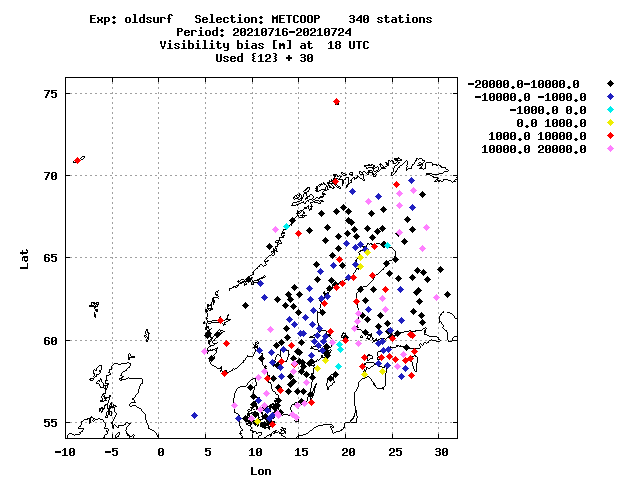 Exp: oldsurf   Selection: METCOOP    340 stations
Period: 20210716-20210724
Visibility bias [m] at  18 UTC
Used {12} + 30
-20000.0-10000.0
-10000.0 -1000.0
-1000.0 0.0
0.0 1000.0
1000.0 10000.0
10000.0 20000.0
75
70
65
60
55
Lat
-10 -5 0 5 10 15 20 25 30
Lon